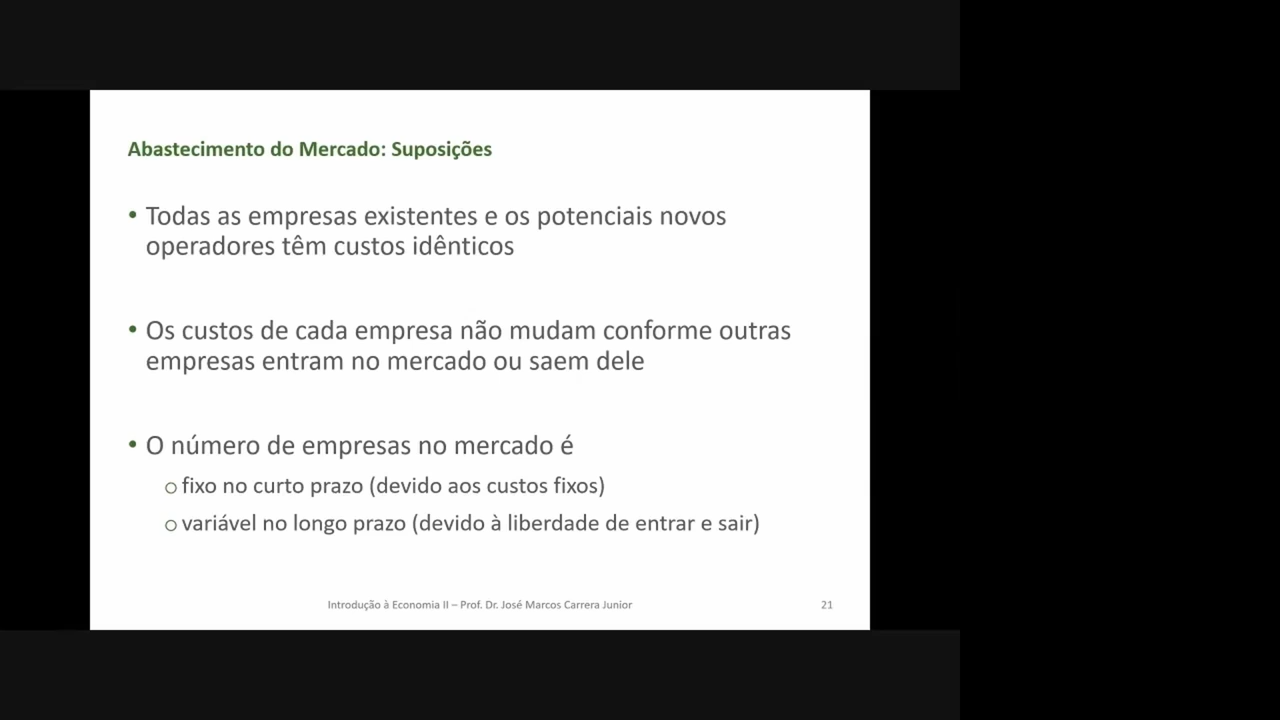 Abastecimento do Mercado: Suposições
• Todas as empresas existentes e os potenciais novos
operadores têm custos idênticos
• Os custos de cada empresa não mudam conforme outras
empresas entram no mercado ou saem dele
• O número de empresas no mercado é
o fixo no curto prazo (devido aos custos fixos)
o variável no longo prazo (devido à liberdade de entrar e sair)
Introdução à Economia II – Prof. Dr. José Marcos Carrera Junior 21